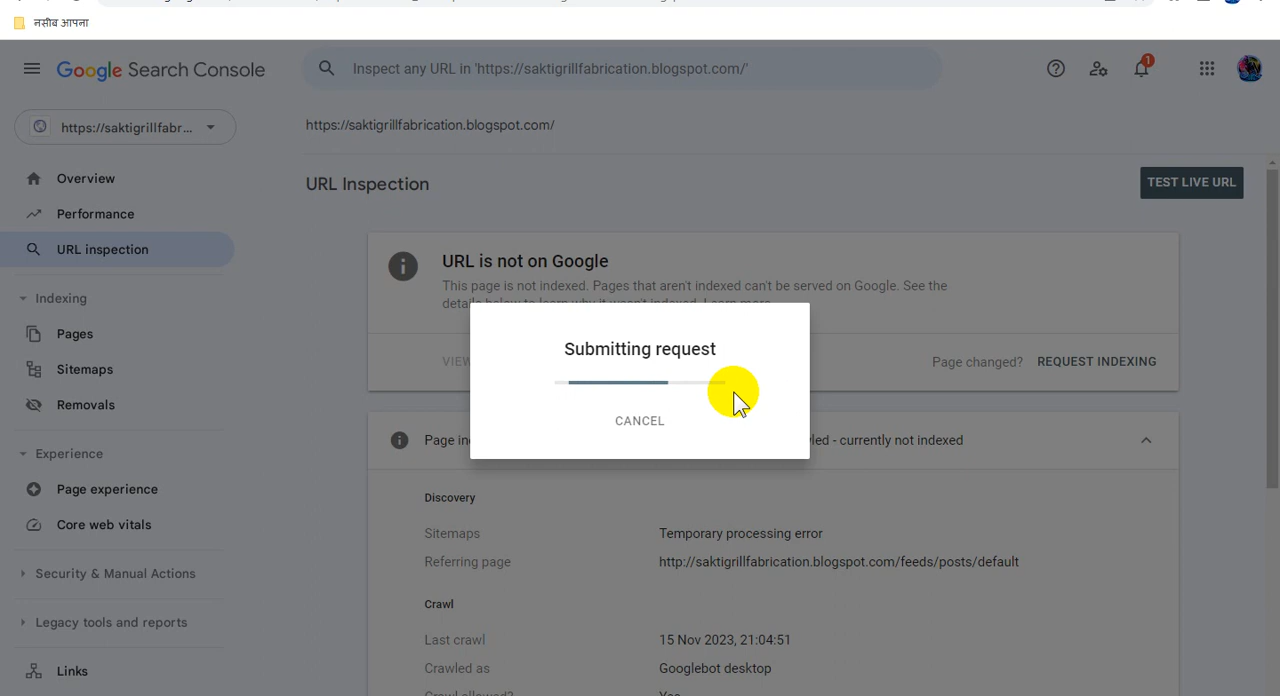 नसीब आपना
Google Search Console
Inspect any URL in 'https://saktigrillfabrication.blogspot.com/'
1
https://saktigrillfabr...
https://saktigrillfabrication.blogspot.com/
Overview
URL Inspection
TEST LIVE URL
Performance
URL inspection
URL is not on Google
This page is not indexed. Pages that aren't indexed can't be served on Google. See the
Indexing
Submitting request
Pages
Page changed? REQUEST INDEXING
Sitemaps
Removals
CANCEL
currently not indexed
Experience
Page experience
Discovery
Core web vitals
Sitemaps Temporary processing error
Referring page http://saktigrillfabrication.blogspot.com/feeds/posts/default
Security & Manual Actions
Crawl
Legacy tools and reports
Last crawl 15 Nov 2023, 21:04:51
Links
Crawled as Googlebot desktop